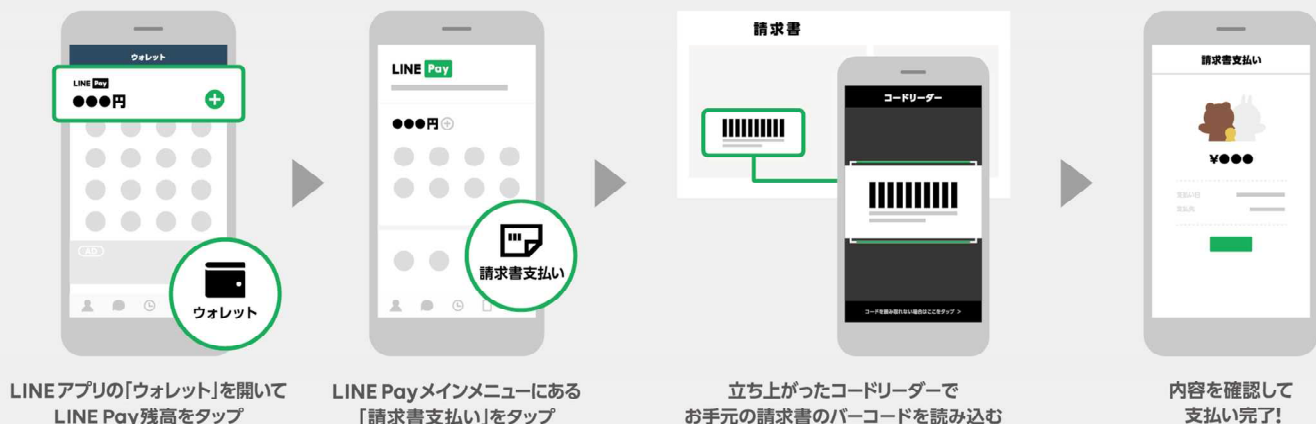 ウォレット
LINE Pay
●●●円
AD
ウォレット
LINEアプリの「ウォレット」を開いて
LINE Pay残高をタップ
LINE Pay
●●●円
請求書支払い
LINE Payメインメニューにある
「請求書支払い」をタップ
請求書
コードリーダー
コードを読み取れない場合はここをタップ >
立ち上がったコードリーダーで
お手元の請求書のバーコードを読み込む
請求書支払い
¥●●●
支払い日
支払先
内容を確認して
支払い完了!